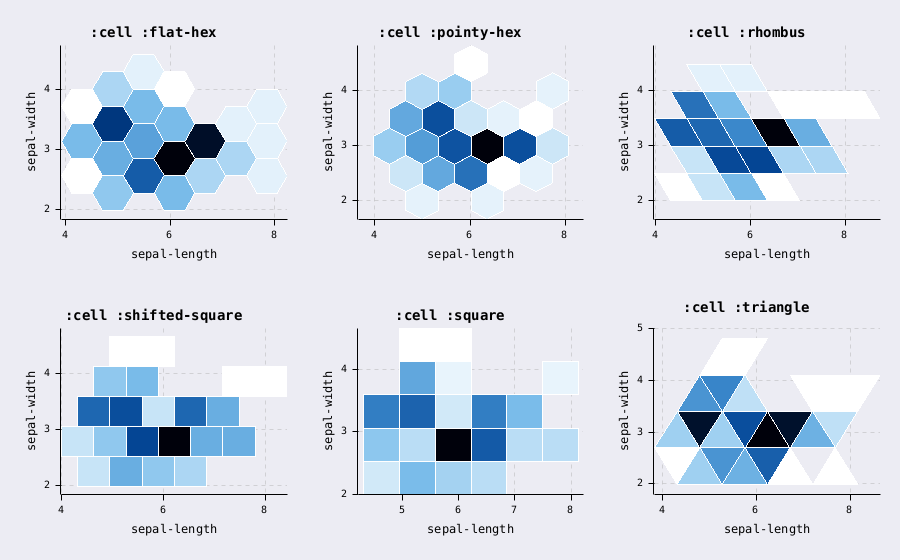 :cell :flat-hex
sepal-width
4
3
2
4
6
8
sepal-length
:cell :pointy-hex
sepal-width
4
3
2
4
6
8
sepal-length
:cell :rhombus
sepal-width
4
3
2
4
6
8
sepal-length
:cell :shifted-square
sepal-width
4
3
2
4
6
8
sepal-length
:cell :square
sepal-width
4
3
2
5
6
7
8
sepal-length
:cell :triangle
sepal-width
5
4
3
2
4
6
8
sepal-length